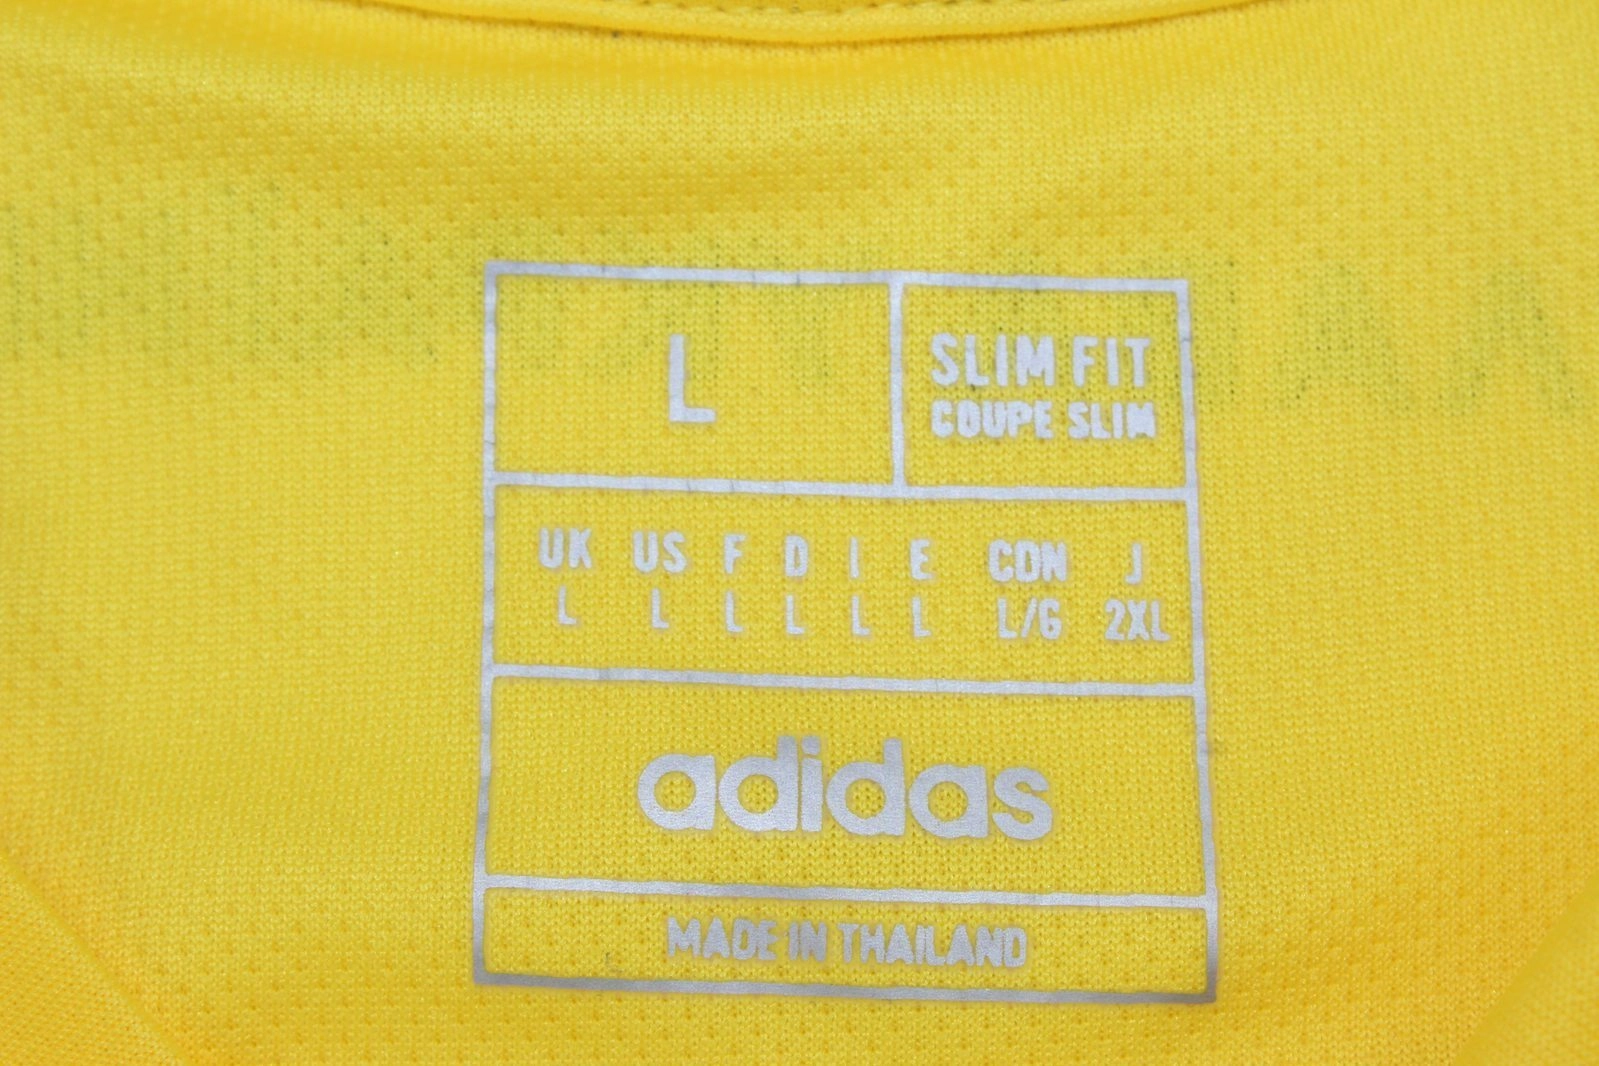 L
SLIM FIT
COUPE SLIM
UK US F D I E CDN J
L L L L L L L/G 2XL
adidas
MADE IN THAILAND